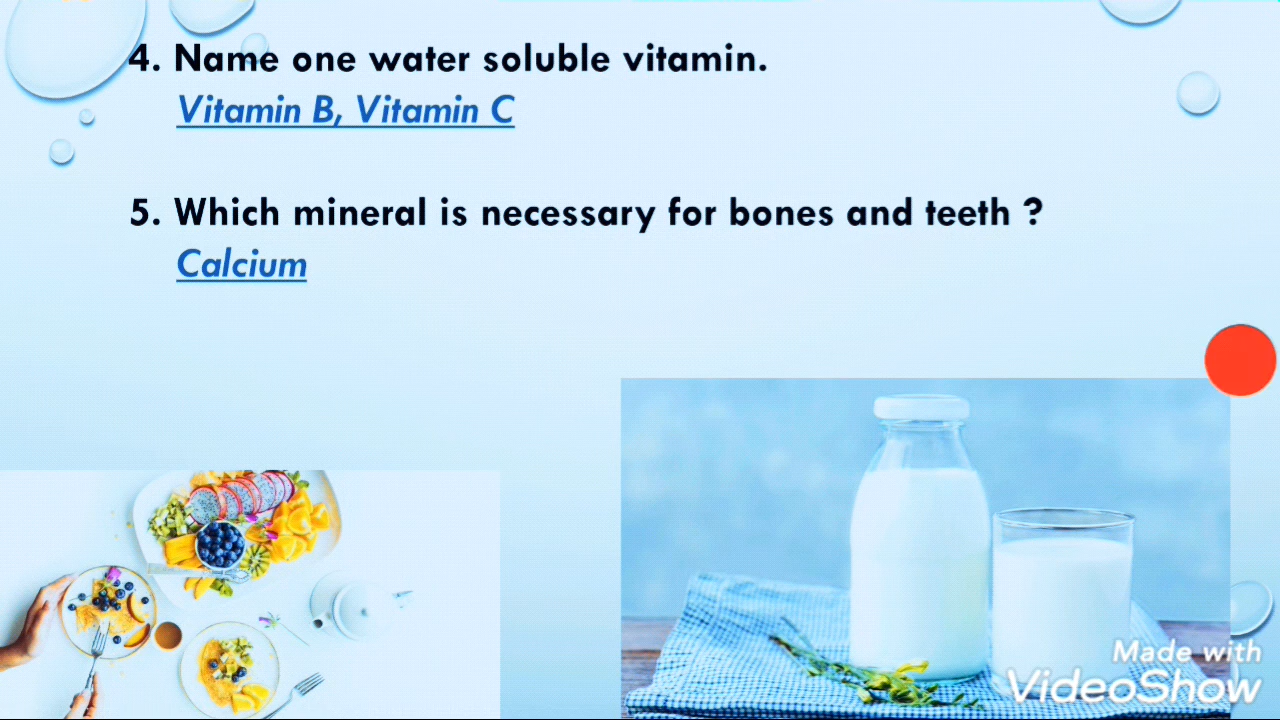 4. Name one water soluble vitamin.
Vitamin B, Vitamin C
5. Which mineral is necessary for bones and teeth ?
Calcium
Made with
VideoShow